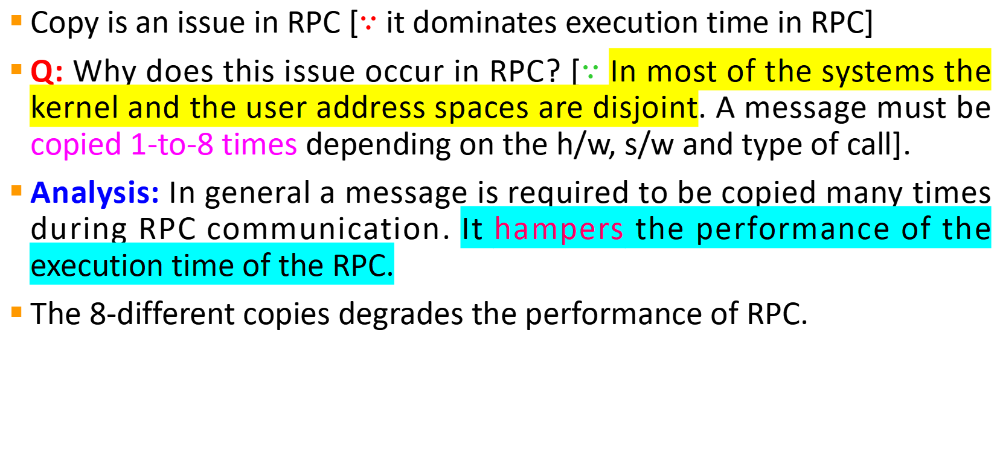 ▪ Copy is an issue in RPC [∵ it dominates execution time in RPC]
▪ Q: Why does this issue occur in RPC? [∵ In most of the systems the
kernel and the user address spaces are disjoint. A message must be
copied 1-to-8 times depending on the h/w, s/w and type of call].
▪ Analysis: In general a message is required to be copied many times
during RPC communication. It hampers the performance of the
execution time of the RPC.
▪ The 8-different copies degrades the performance of RPC.